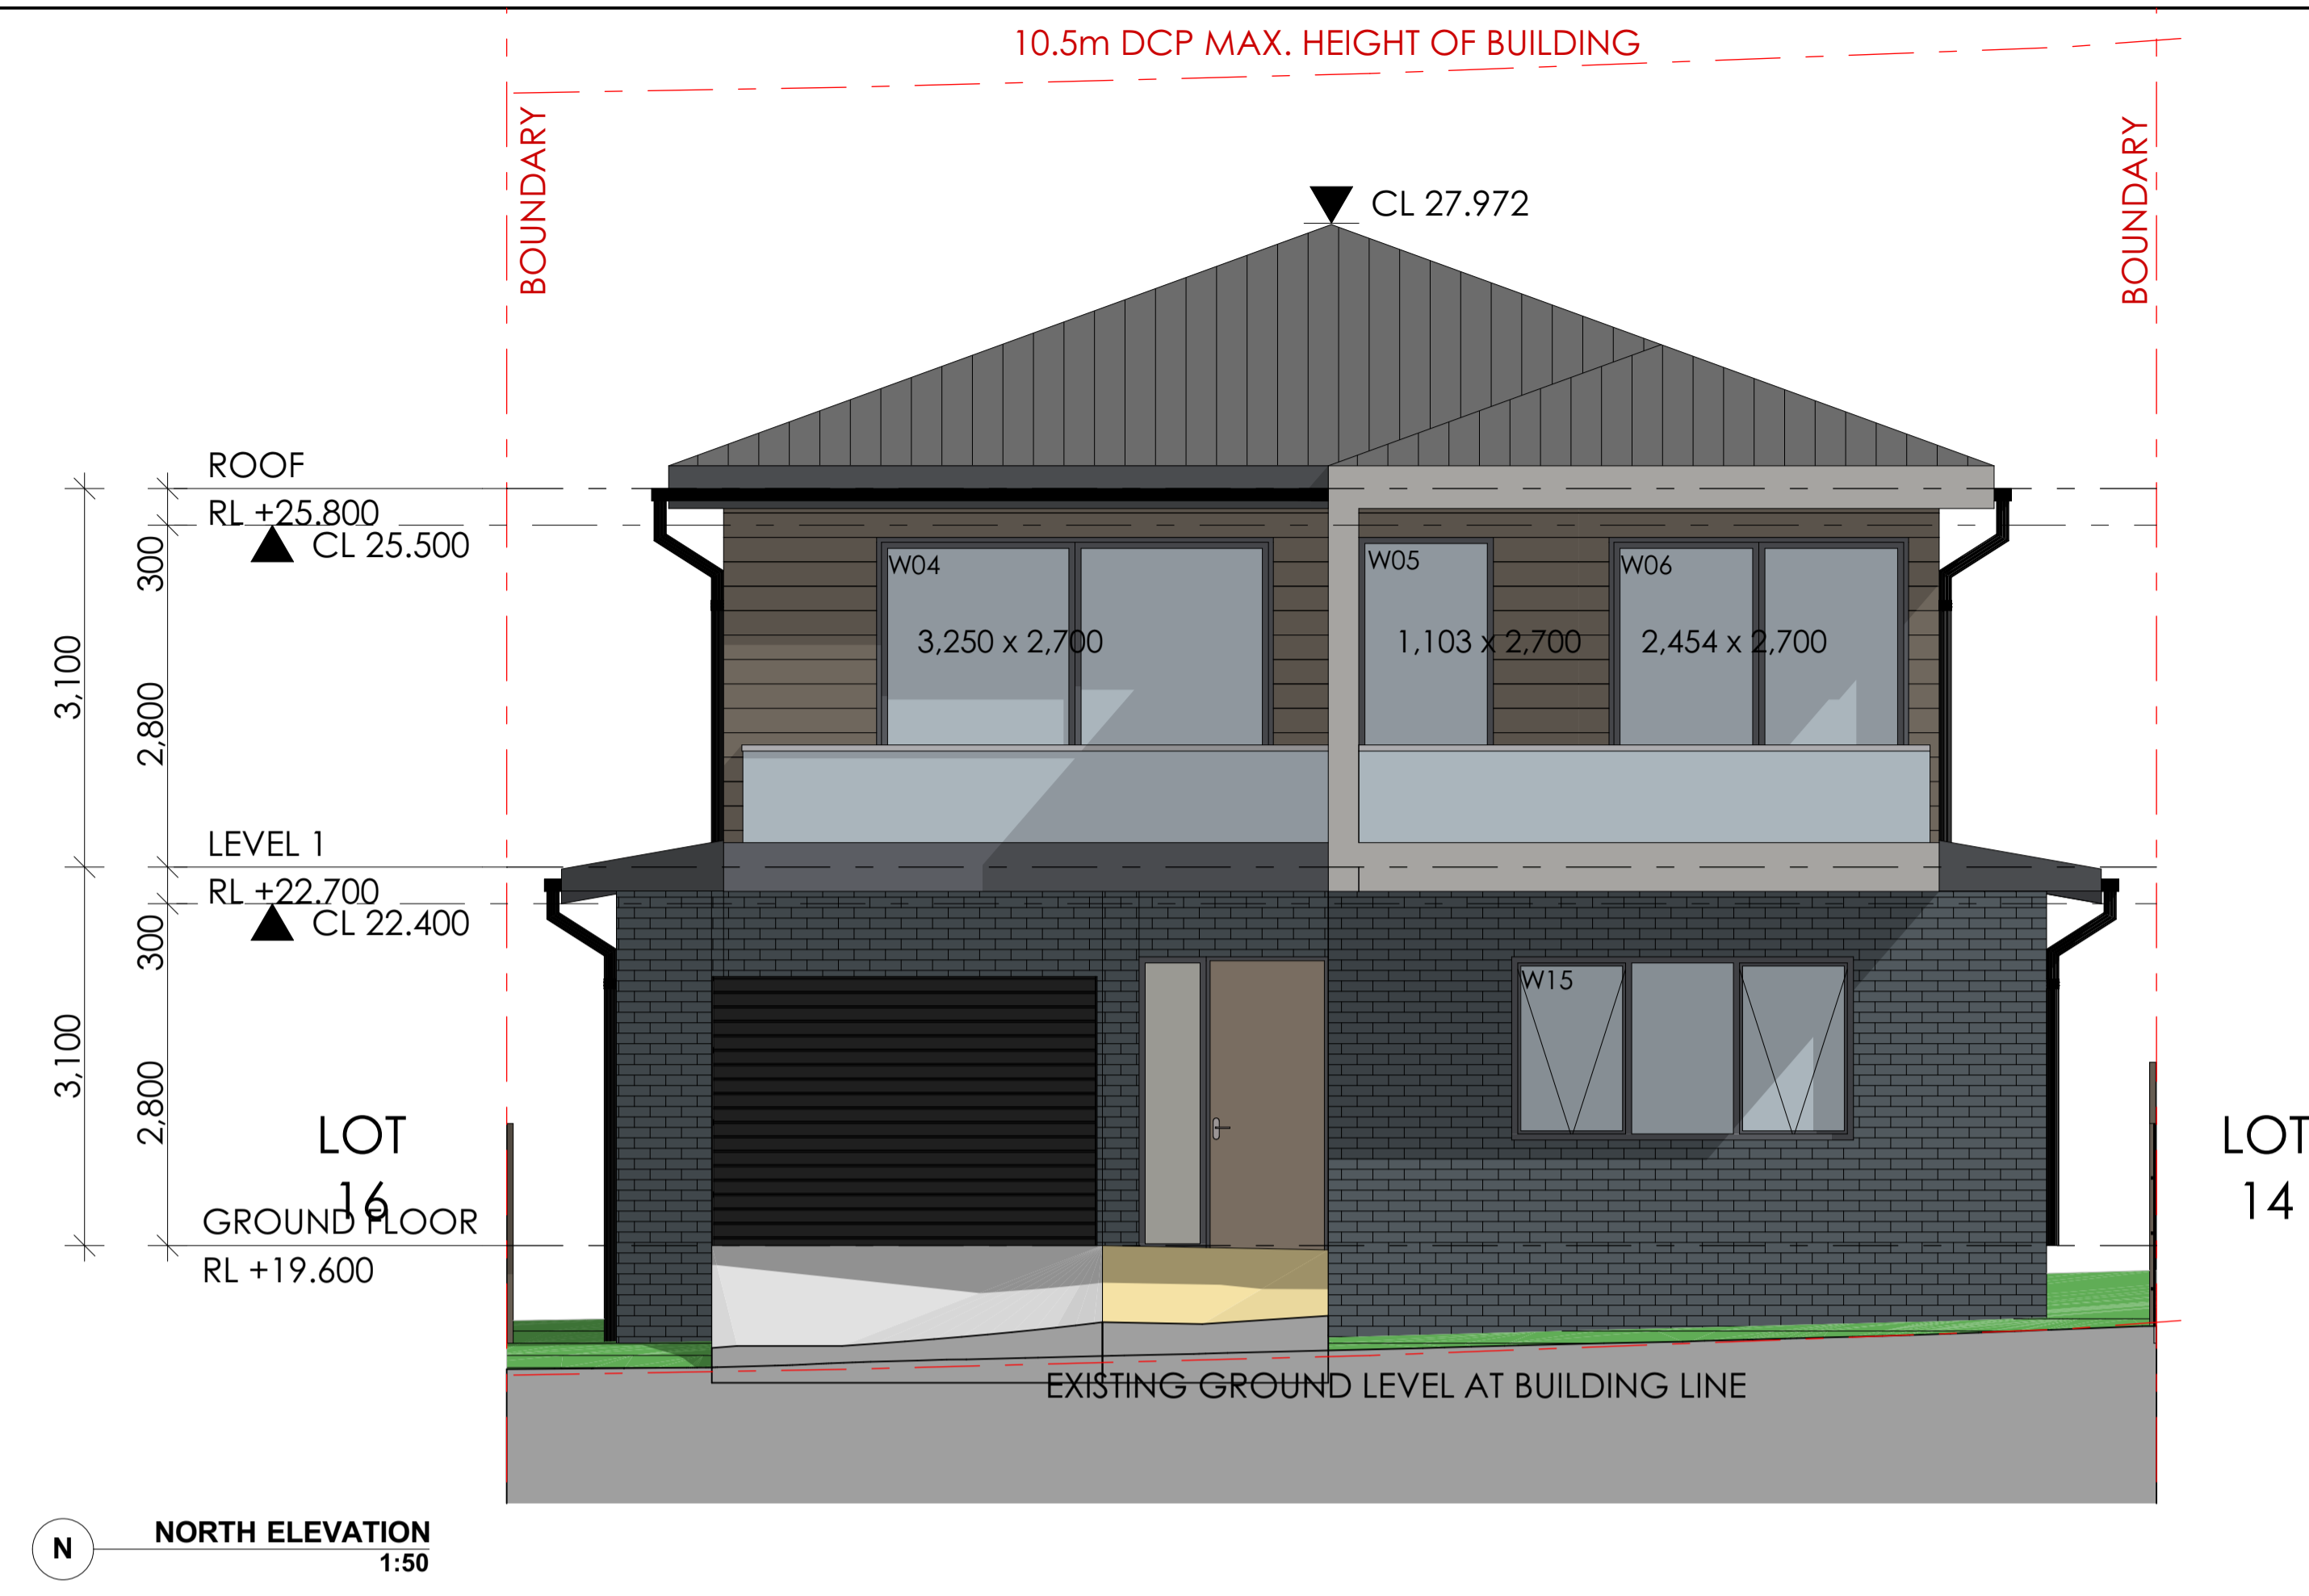 10.5m DCP MAX. HEIGHT OF BUILDING
BOUNDARY
BOUNDARY
CL 27.972
ROOF
RL +25.800
CL 25.500
300
3,100
2,800
W04
W05
W06
3,250 x 2,700
1,103 x 2,700
2,454 x 2,700
LEVEL 1
RL +22.700
CL 22.400
300
3,100
2,800
W15
LOT
16
LOT
14
GROUND FLOOR
RL +19.600
EXISTING GROUND LEVEL AT BUILDING LINE
N
NORTH ELEVATION
1:50